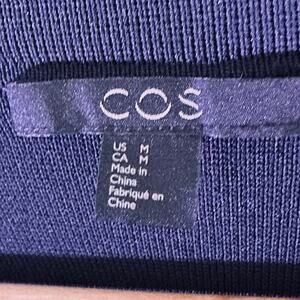 COS
US M
CA M
Made in
China
Fabriqué en
Chine